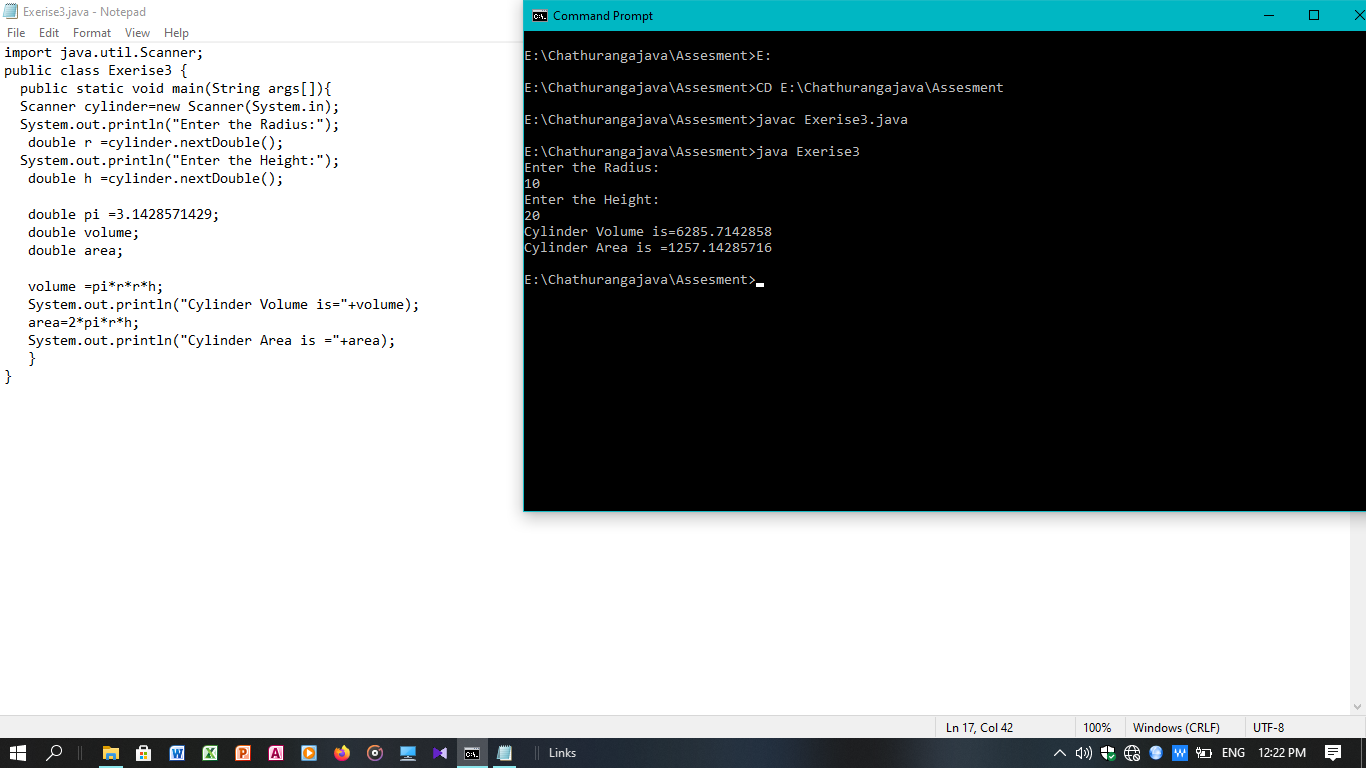 Exerise3.java - Notepad
File Edit Format View Help
import java.util.Scanner;
public class Exerise3 {
public static void main(String args[]){
Scanner cylinder=new Scanner(System.in);
System.out.println("Enter the Radius:");
double r =cylinder.nextDouble();
System.out.println("Enter the Height:");
double h =cylinder.nextDouble();
double pi =3.1428571429;
double volume;
double area;
volume =pi*r*r*h;
System.out.println("Cylinder Volume is="+volume);
area=2*pi*r*h;
System.out.println("Cylinder Area is ="+area);
}
}
Command Prompt
E:\Chathurangajava\Assesment>E:
E:\Chathurangajava\Assesment>CD E:\Chathurangajava\Assesment
E:\Chathurangajava\Assesment>javac Exerise3.java
E:\Chathurangajava\Assesment>java Exerise3
Enter the Radius:
10
Enter the Height:
20
Cylinder Volume is=6285.7142858
Cylinder Area is =1257.14285716
E:\Chathurangajava\Assesment>
Ln 17, Col 42 100% Windows (CRLF) UTF-8
Links ENG 12:22 PM